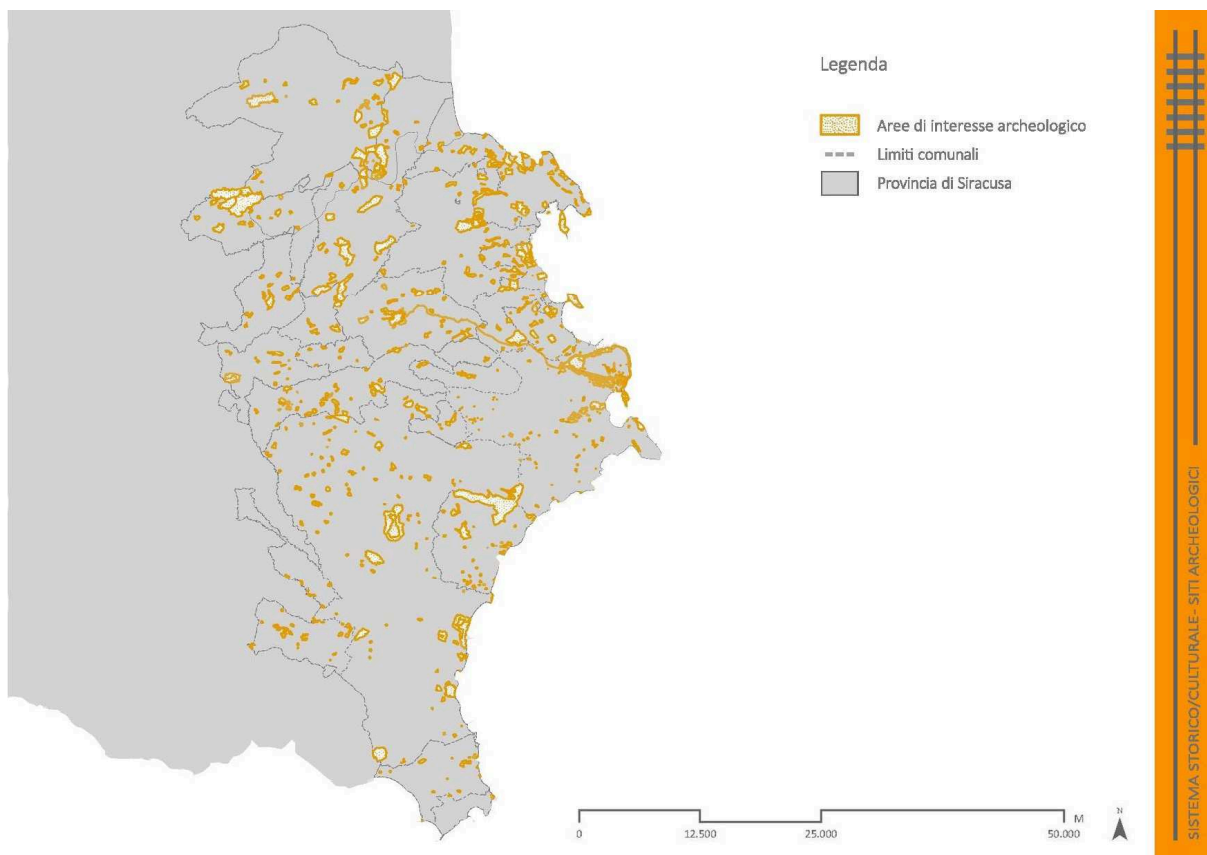 Legenda
Aree di interesse archeologico
Limiti comunali
Provincia di Siracusa
0
12.500
25.000
50.000
M
N
SISTEMA STORICO/CULTURALE - SITI ARCHEOLOGICI